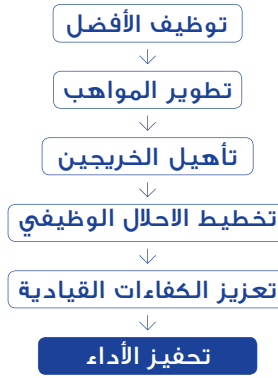 توظيف الأفضل
تطوير المواهب
تأهيل الخريجين
تخطيط الاحلال الوظيفي
تعزيز الكفاءات القيادية
تحفيز الأداء